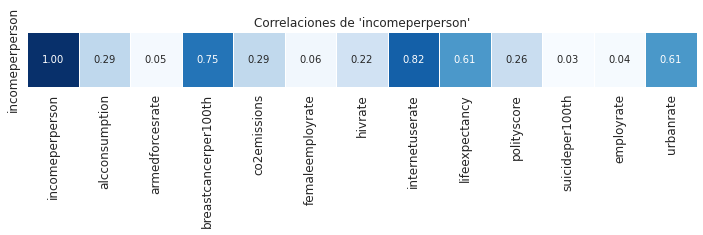 Correlaciones de 'incomeperperson'
incomeperperson
1.00 0.29 0.05 0.75 0.29 0.06 0.22 0.82 0.61 0.26 0.03 0.04 0.61
incomeperperson
alcconsumption
armedforcesrate
breastcancerper100th
co2emissions
femaleemployrate
hivrate
internetuserate
lifeexpectancy
polityscore
suicideper100th
employrate
urbanrate